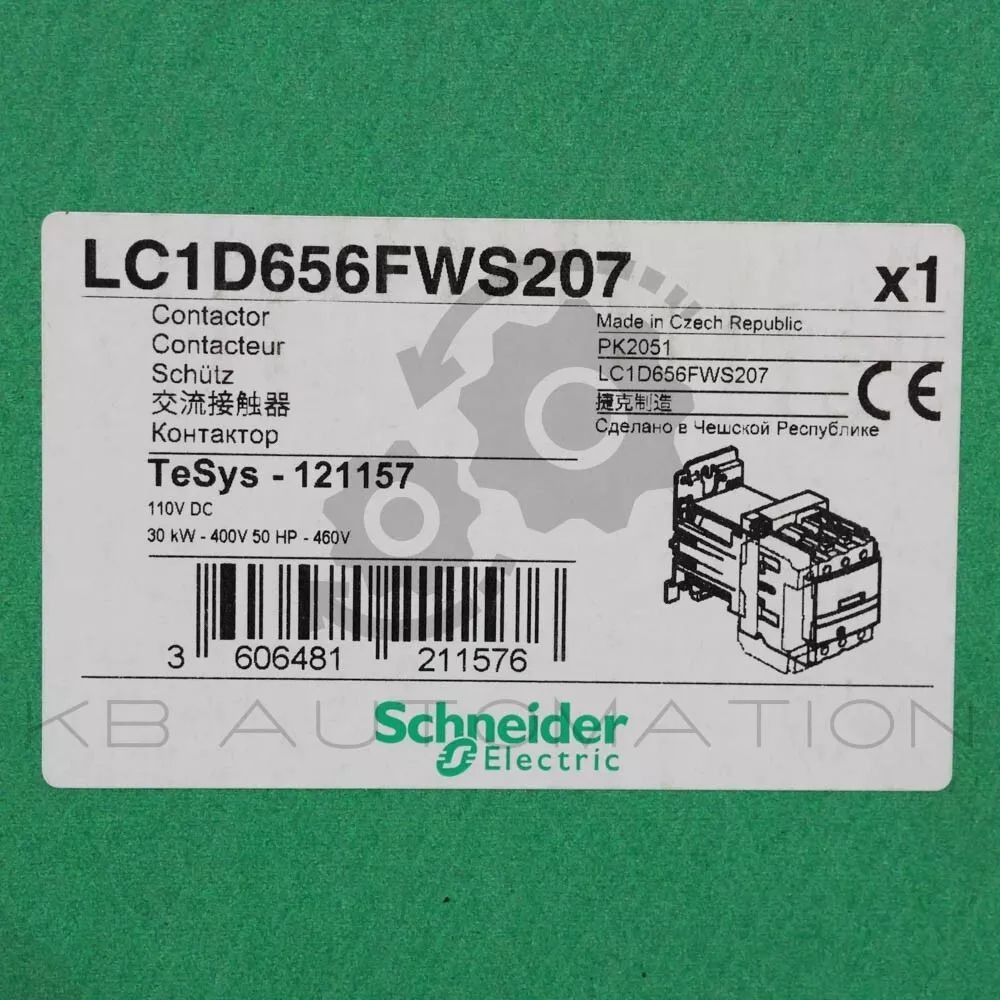 LC1D656FWS207 x1
Contactor
Contacteur
Schütz
交流接触器
Контактор
Made in Czech Republic
PK2051
LC1D656FWS207
捷克制造
Сделано в Чешской Республике
CE
TeSys - 121157
110V DC
30 kW - 400V 50 HP - 460V
3 606481 211576
KB AUTOMATION
Schneider
Electric